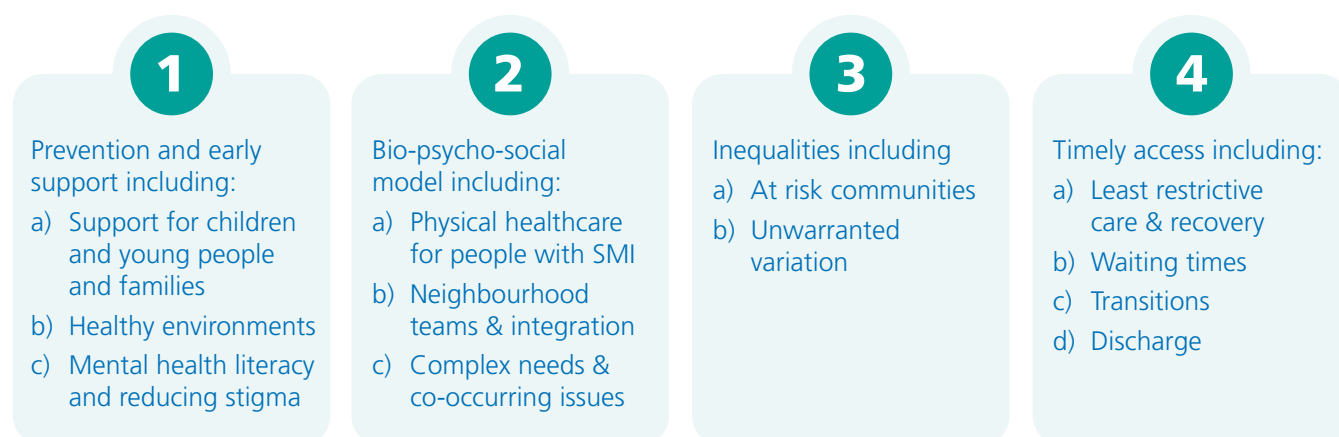 1
Prevention and early
support including:
a) Support for children
and young people
and families
b) Healthy environments
c) Mental health literacy
and reducing stigma
2
Bio-psycho-social
model including:
a) Physical healthcare
for people with SMI
b) Neighbourhood
teams & integration
c) Complex needs &
co-occurring issues
3
Inequalities including
a) At risk communities
b) Unwarranted
variation
4
Timely access including:
a) Least restrictive
care & recovery
b) Waiting times
c) Transitions
d) Discharge